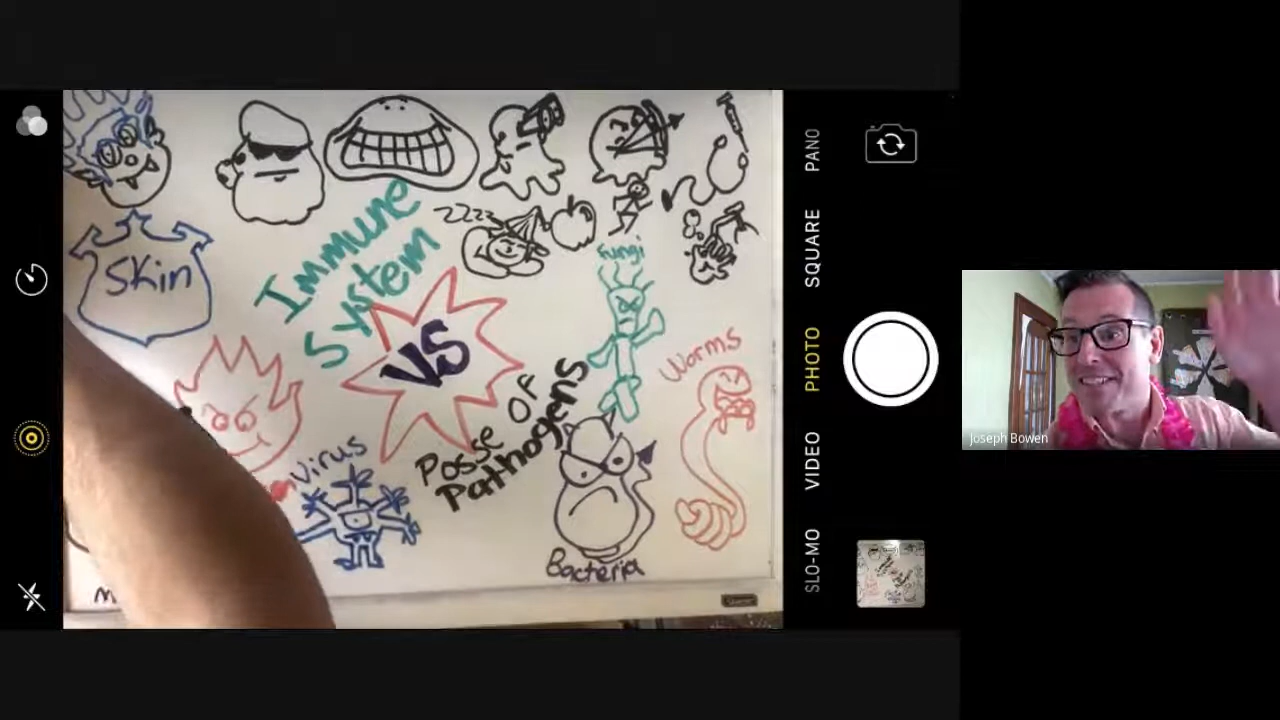 zzzz
Skin
Immune
System
VS
Fungi
Worms
Posse of
Pathogens
Virus
Bacteria
M
PANO
SQUARE
PHOTO
VIDEO
SLO-MO
Joseph Bowen